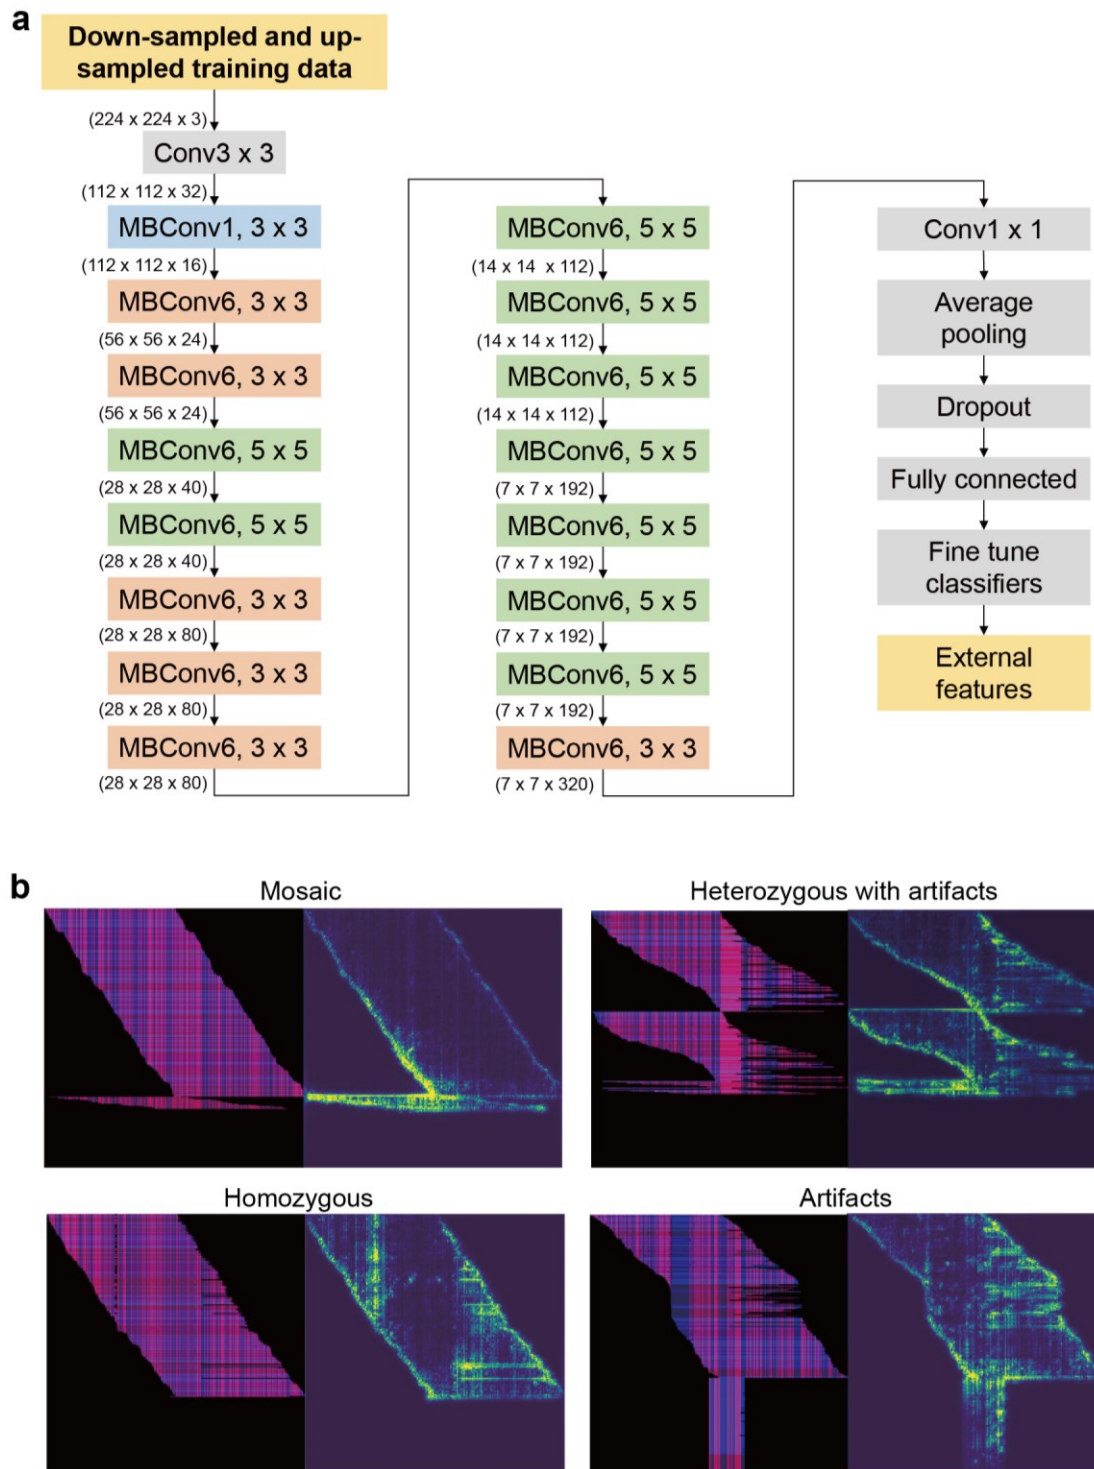 a
Down-sampled and up-
sampled training data
(224 x 224 x 3)
Conv3 x 3
(112 x 112 x 32)
MBConv1, 3 x 3
(112 x 112 x 16)
MBConv6, 3 x 3
(56 x 56 x 24)
MBConv6, 3 x 3
(56 x 56 x 24)
MBConv6, 5 x 5
(28 x 28 x 40)
MBConv6, 5 x 5
(28 x 28 x 40)
MBConv6, 3 x 3
(28 x 28 x 80)
MBConv6, 3 x 3
(28 x 28 x 80)
MBConv6, 3 x 3
(28 x 28 x 80)
MBConv6, 5 x 5
(14 x 14 x 112)
MBConv6, 5 x 5
(14 x 14 x 112)
MBConv6, 5 x 5
(14 x 14 x 112)
MBConv6, 5 x 5
(7 x 7 x 192)
MBConv6, 5 x 5
(7 x 7 x 192)
MBConv6, 5 x 5
(7 x 7 x 192)
MBConv6, 5 x 5
(7 x 7 x 192)
MBConv6, 3 x 3
(7 x 7 x 320)
Conv1 x 1
Average
pooling
Dropout
Fully connected
Fine tune
classifiers
External
features
b
Mosaic
Heterozygous with artifacts
Homozygous
Artifacts